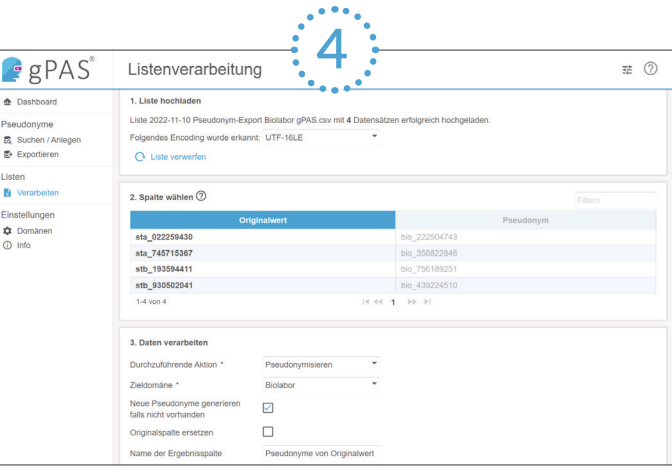 4
gPAS®
Listenverarbeitung
Dashboard
Pseudonyme
Suchen / Anlegen
Exportieren
Listen
Verarbeiten
Einstellungen
Domänen
Info
1. Liste hochladen
Liste 2022-11-10 Pseudonym-Export Biolabor gPAS.csv mit 4 Datensätzen erfolgreich hochgeladen.
Folgendes Encoding wurde erkannt: UTF-16LE
Liste verwerfen
2. Spalte wählen
Filtern
Originalwert Pseudonym
sta_022259430 bio_222504743
sta_745715367 bio_358822846
stb_193594411 bio_756189251
stb_930502041 bio_439224510
1-4 von 4 1
3. Daten verarbeiten
Durchzuführende Aktion * Pseudonymisieren
Zieldomäne * Biolabor
Neue Pseudonyme generieren
falls nicht vorhanden
Originalspalte ersetzen
Name der Ergebnisspalte Pseudonyme von Originalwert